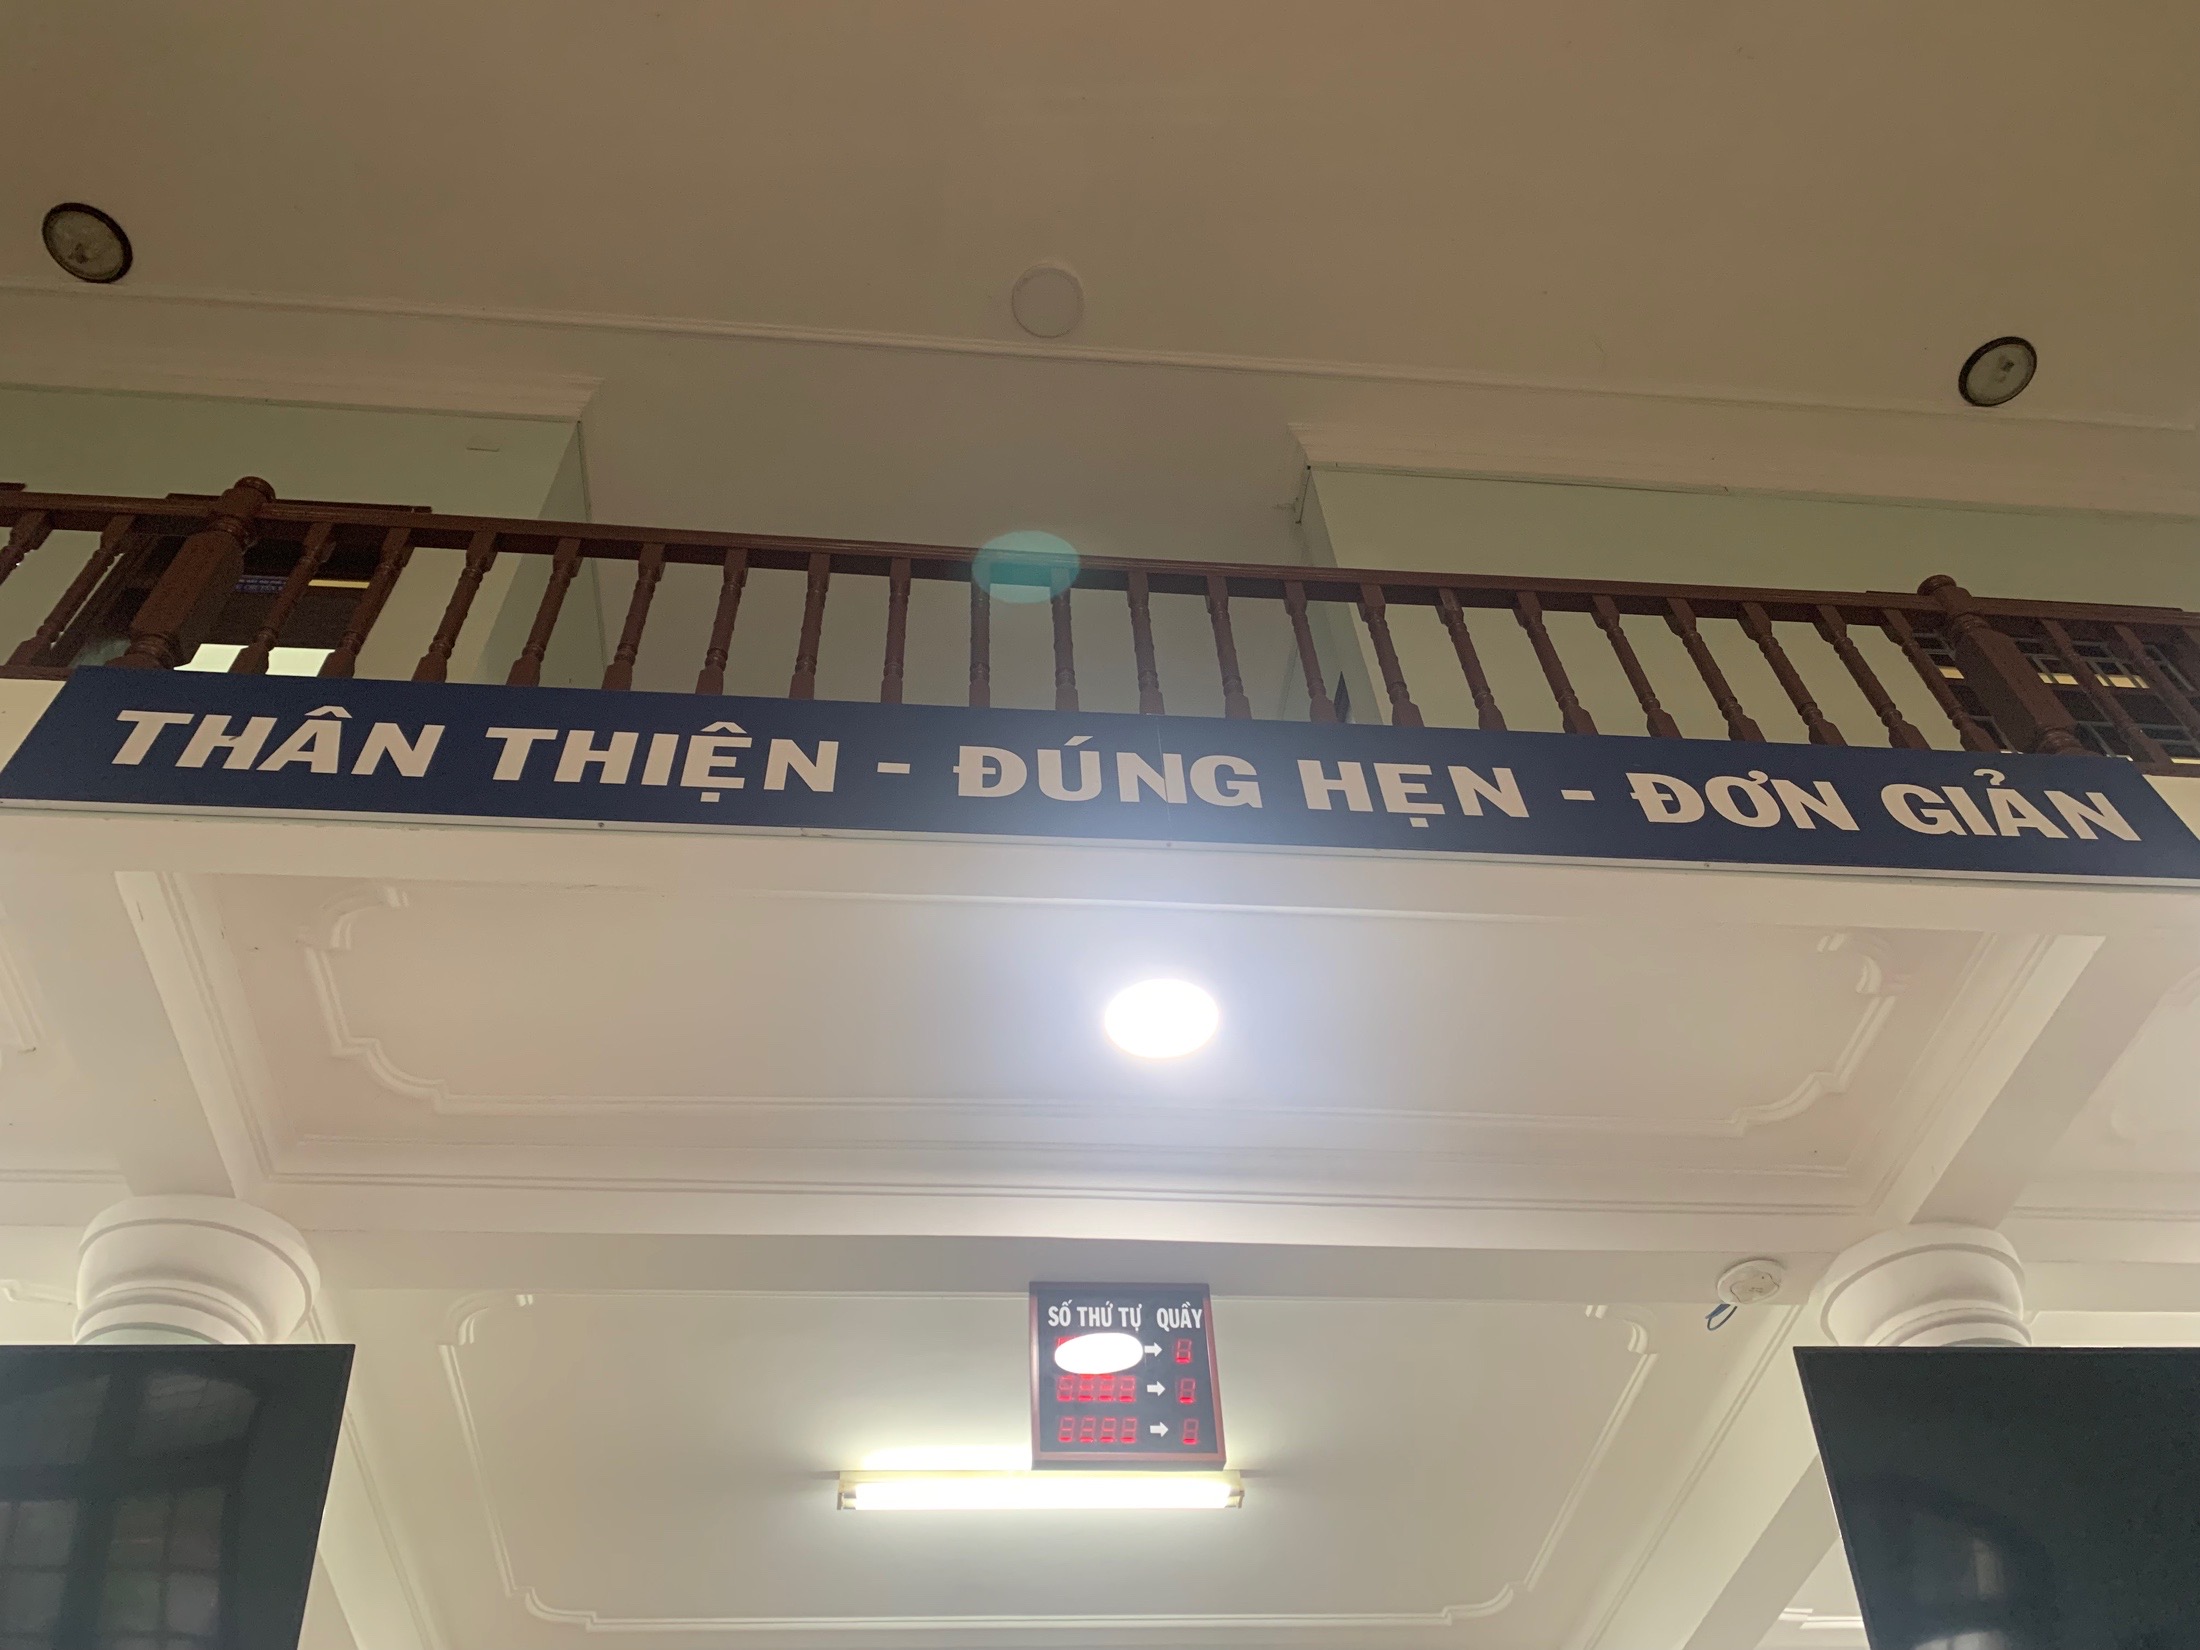 THÂN THIỆN - ĐÚNG HẸN - ĐƠN GIẢN
SỐ THỨ TỰ QUẦY